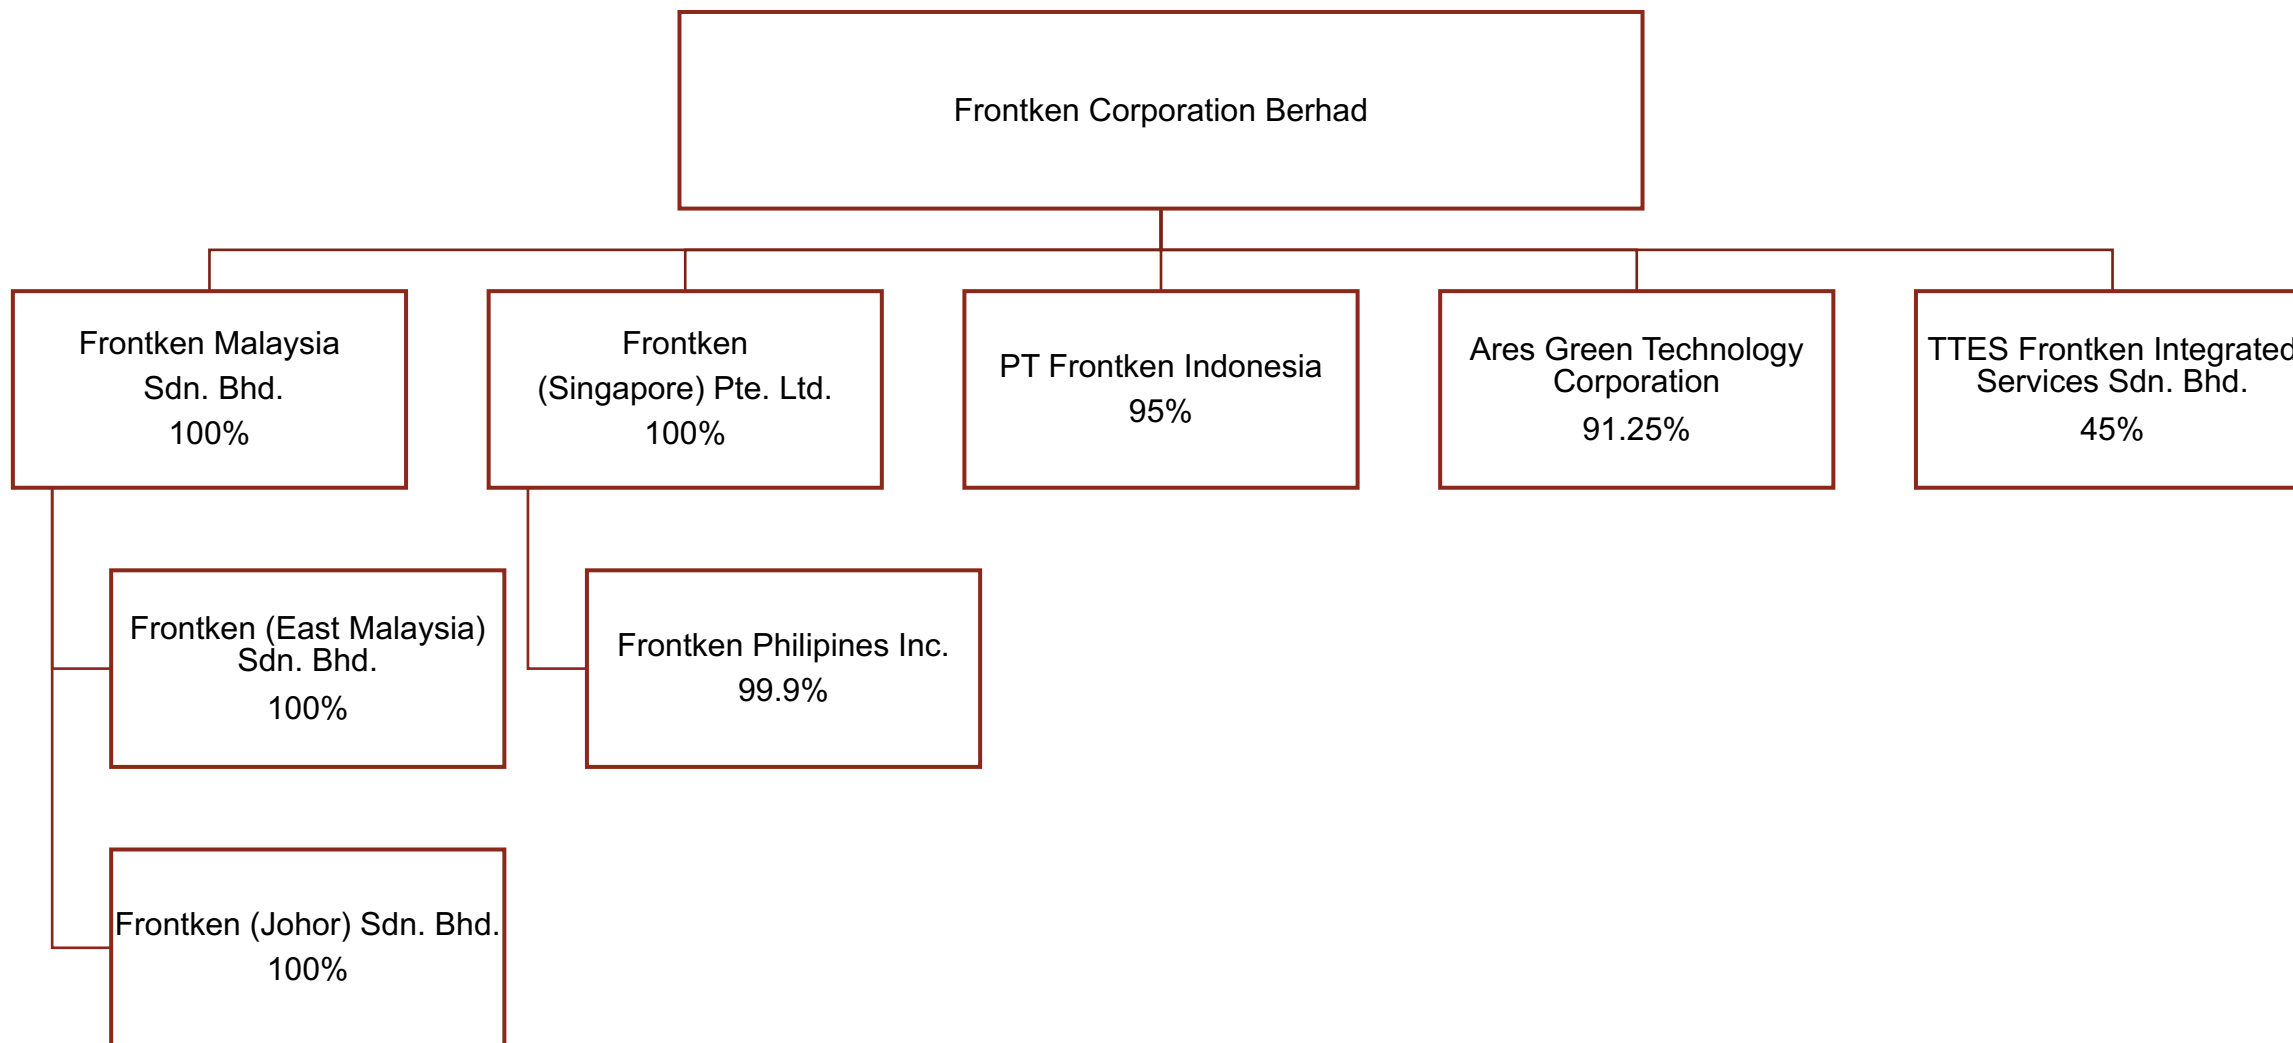 Frontken Corporation Berhad
Frontken Malaysia
Sdn. Bhd.
100%
Frontken
(Singapore) Pte. Ltd.
100%
PT Frontken Indonesia
95%
Ares Green Technology
Corporation
91.25%
TTES Frontken Integrated
Services Sdn. Bhd.
45%
Frontken (East Malaysia)
Sdn. Bhd.
100%
Frontken Philipines Inc.
99.9%
Frontken (Johor) Sdn. Bhd.
100%